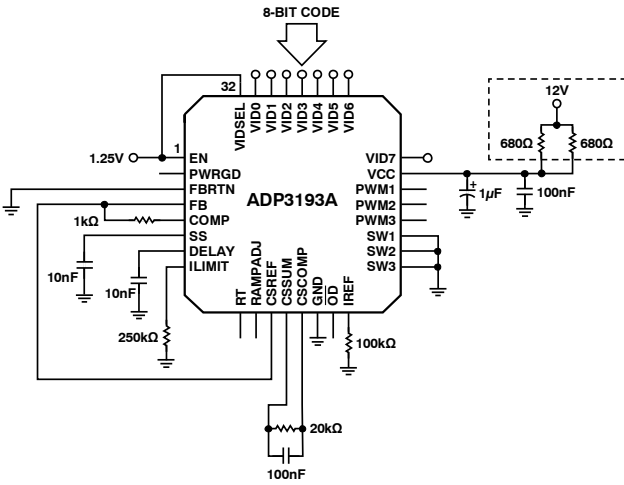 8-BIT CODE
32
VIDSEL
VID0
VID1
VID2
VID3
VID4
VID5
VID6
12V
680Ω
680Ω
1.25V
1
EN
PWRGD
FBRTN
FB
COMP
SS
DELAY
ILIMIT
ADP3193A
VID7
VCC
PWM1
PWM2
PWM3
SW1
SW2
SW3
1µF
+
100nF
1kΩ
10nF
10nF
250kΩ
RT
RAMPADJ
CSREF
CSSUM
CSCOMP
GND
OD
IREF
100kΩ
20kΩ
100nF